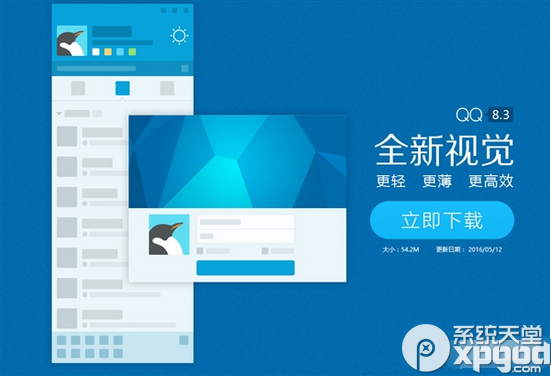 QQ 8.3
全新视觉
更轻 更薄 更高效
立即下载
大小：54.2M 更新日期：2016/05/12
系统天堂
xpgod
.com